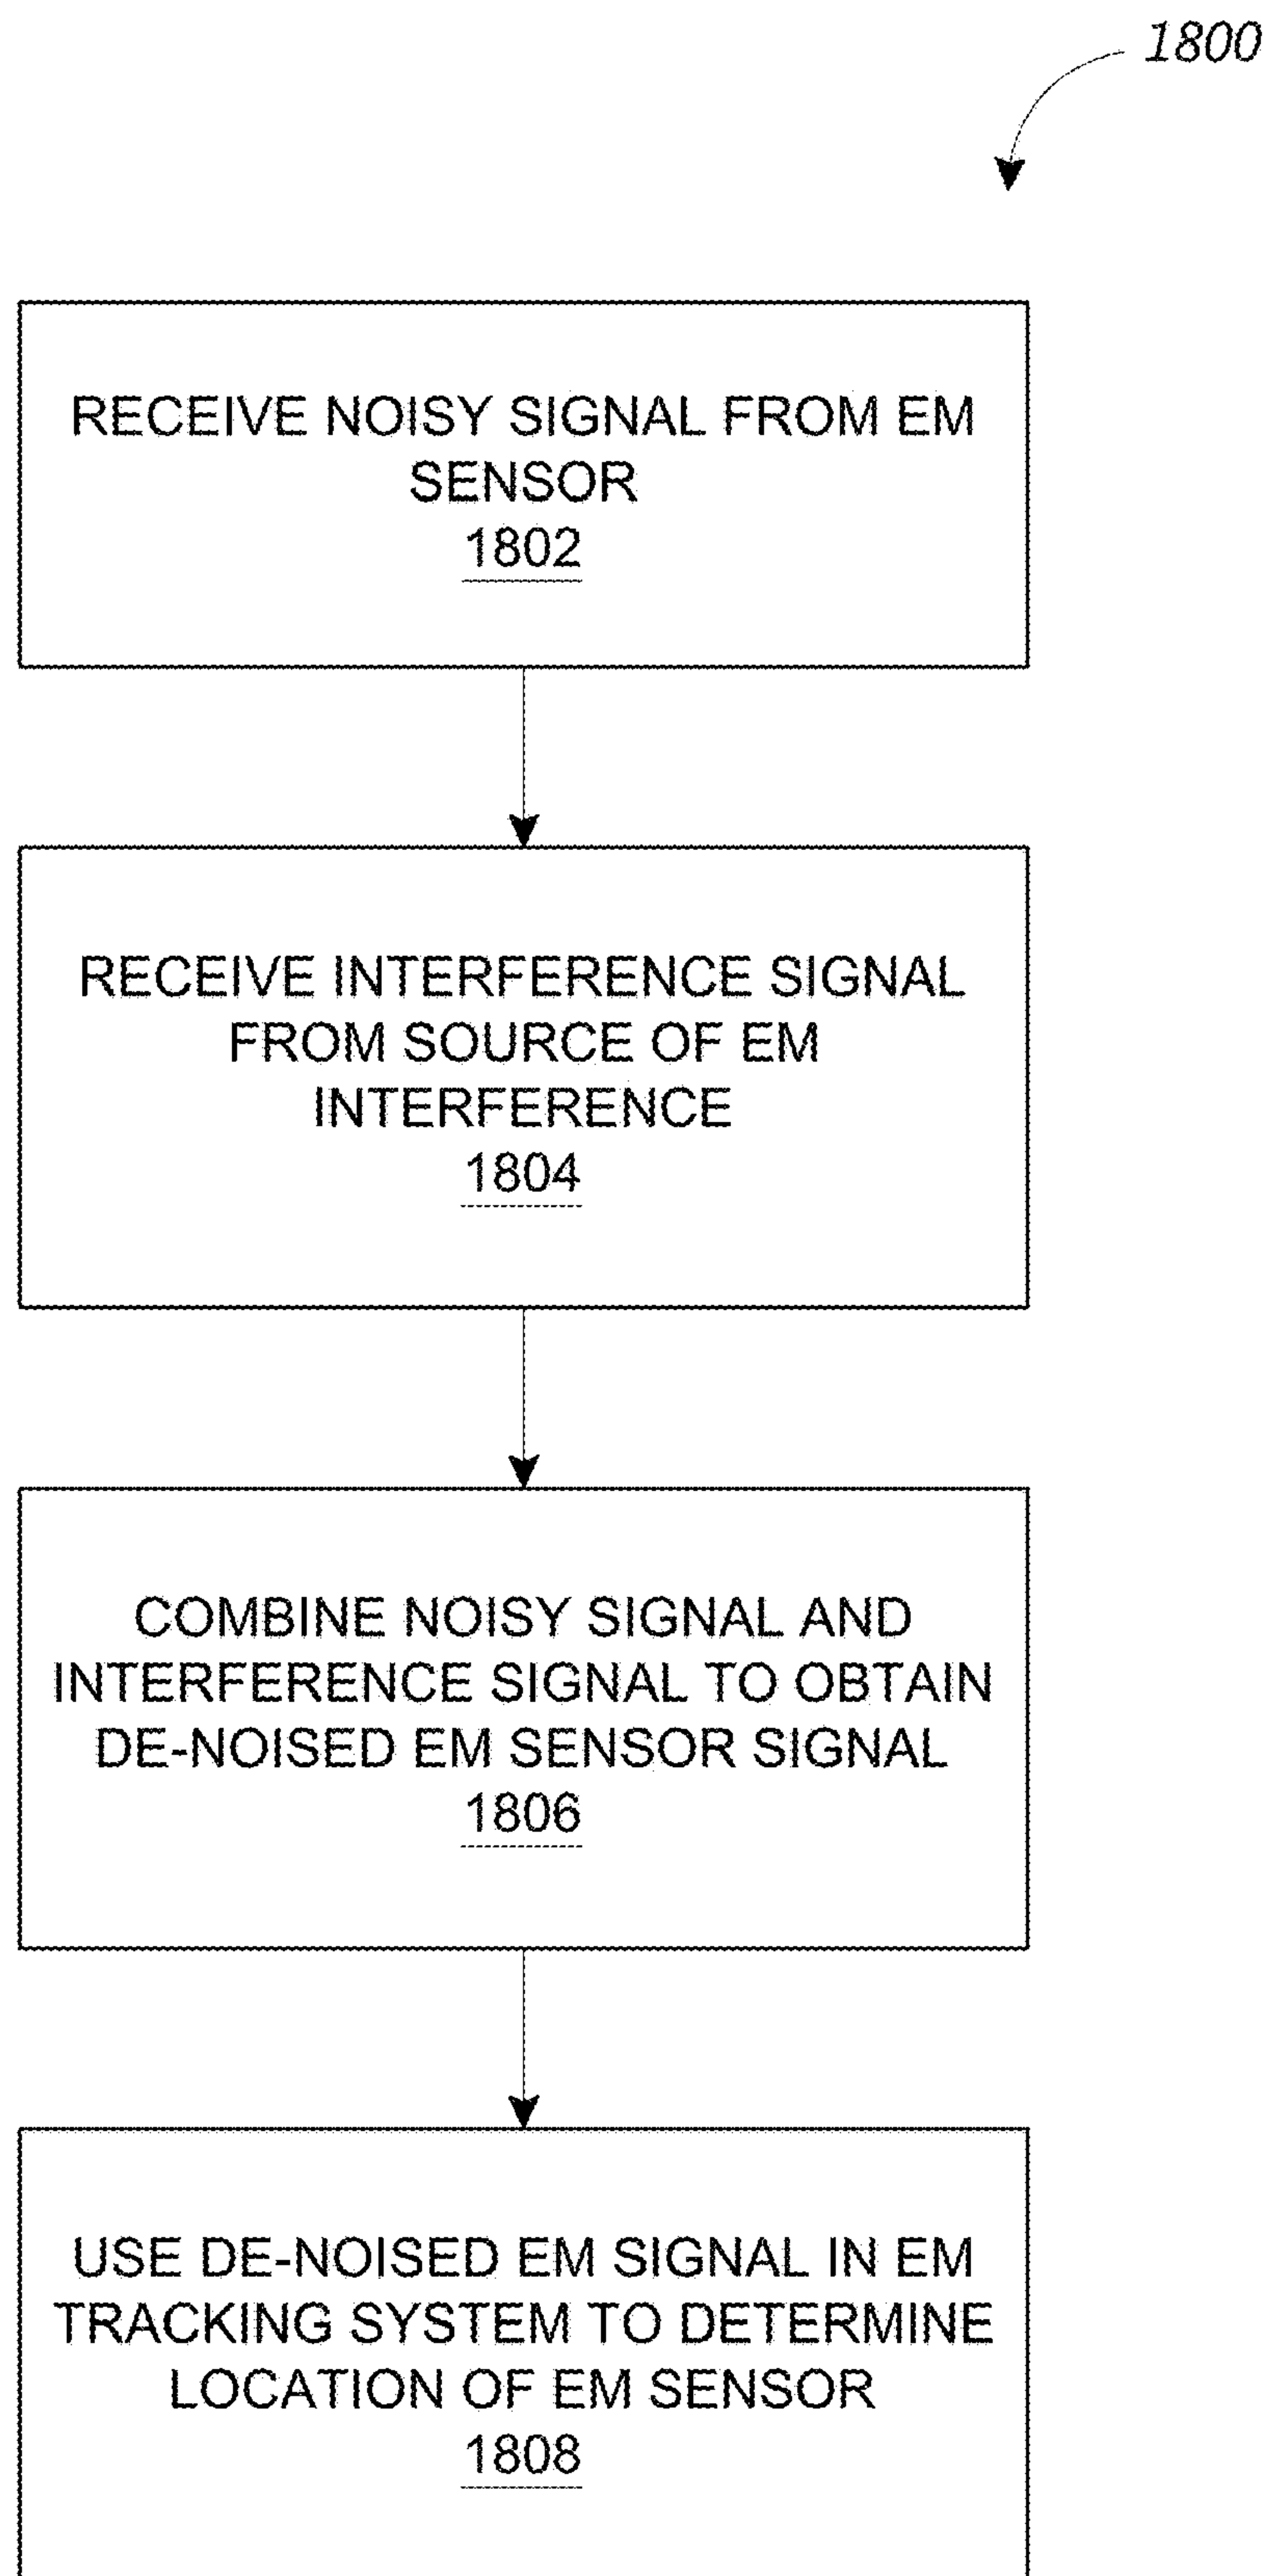 1800
RECEIVE NOISY SIGNAL FROM EM
SENSOR
1802
RECEIVE INTERFERENCE SIGNAL
FROM SOURCE OF EM
INTERFERENCE
1804
COMBINE NOISY SIGNAL AND
INTERFERENCE SIGNAL TO OBTAIN
DE-NOISED EM SENSOR SIGNAL
1806
USE DE-NOISED EM SIGNAL IN EM
TRACKING SYSTEM TO DETERMINE
LOCATION OF EM SENSOR
1808